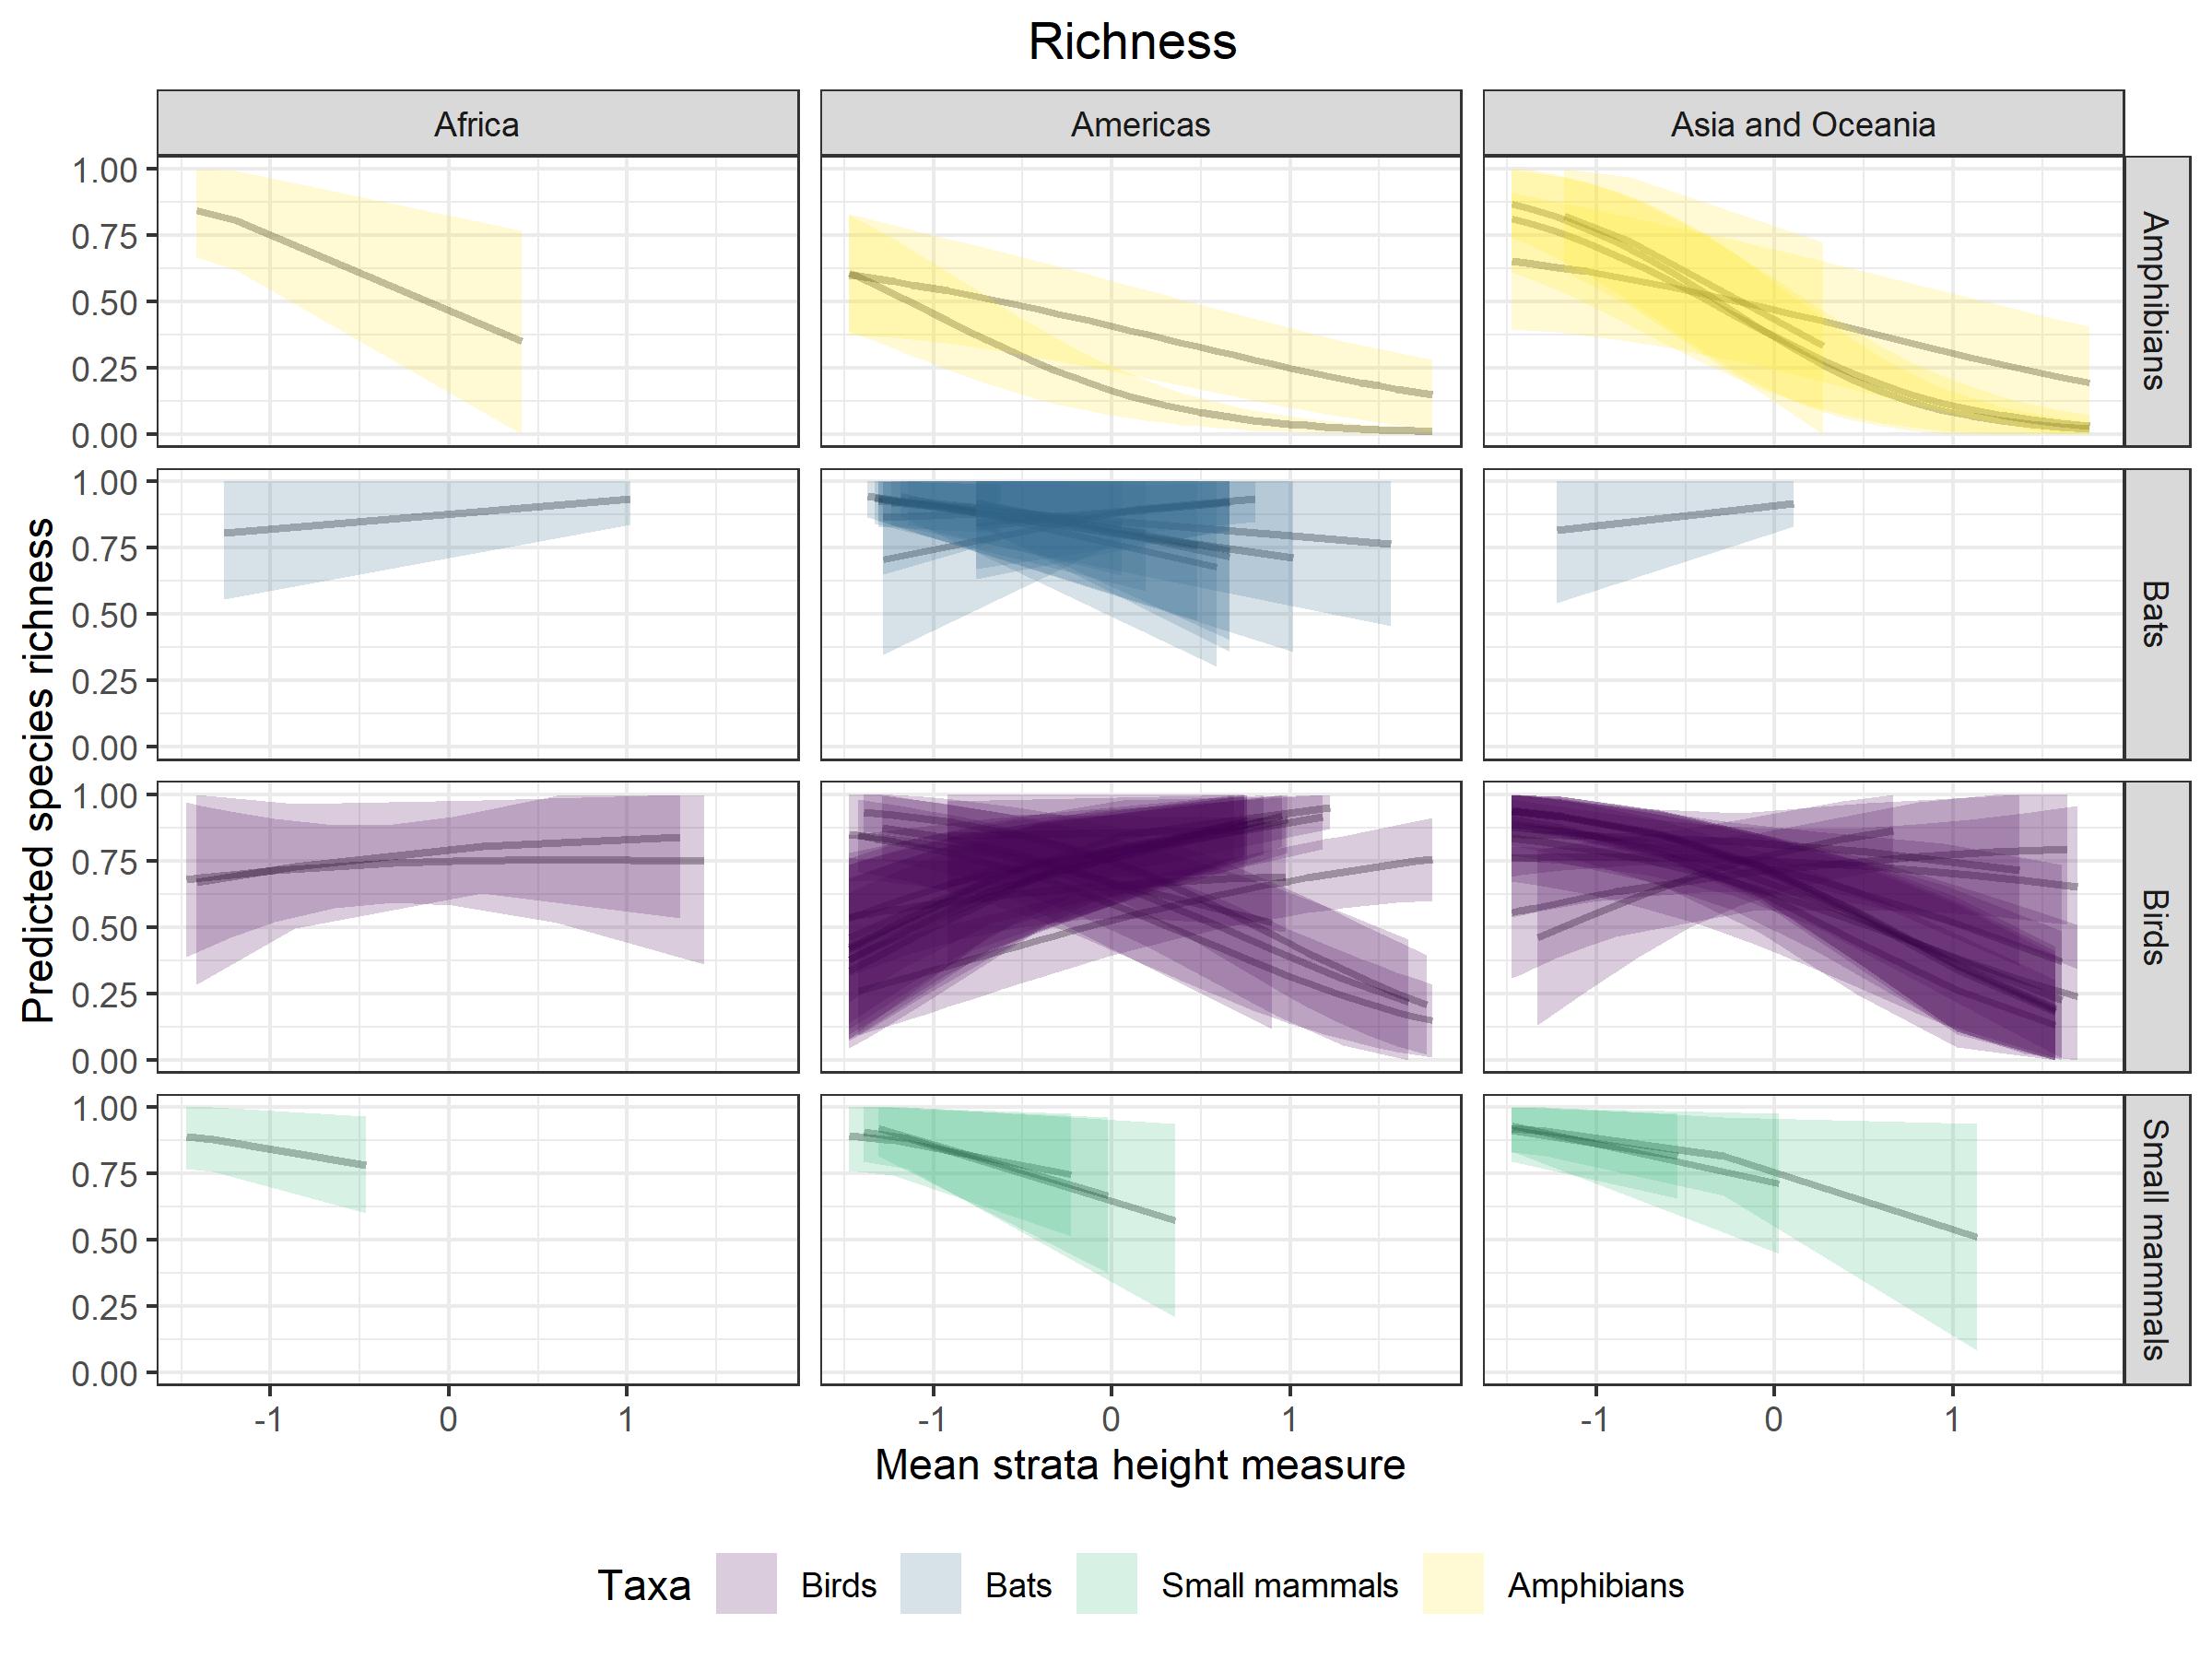 Richness
Africa Americas Asia and Oceania
1.00
0.75
0.50
0.25
0.00
Amphibians
1.00
0.75
0.50
0.25
0.00
Bats
1.00
0.75
0.50
0.25
0.00
Birds
1.00
0.75
0.50
0.25
0.00
Small mammals
Predicted species richness
-1 0 1 -1 0 1 -1 0 1
Mean strata height measure
Taxa Birds Bats Small mammals Amphibians